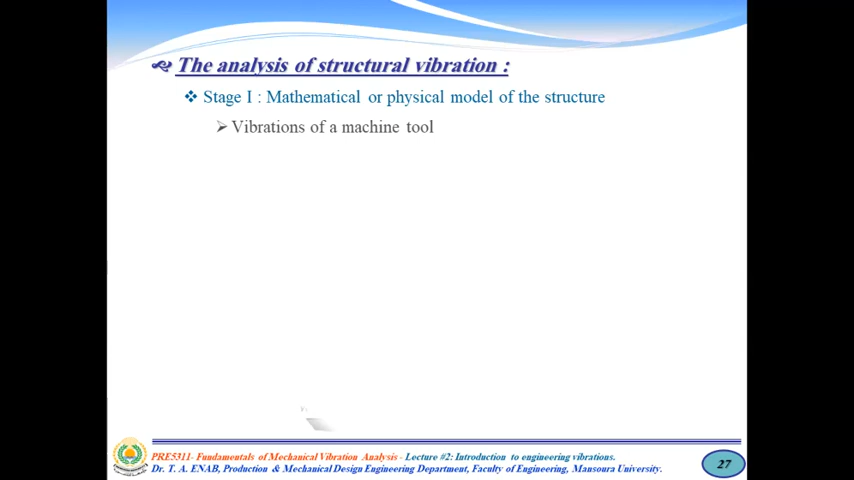 The analysis of structural vibration :
Stage I : Mathematical or physical model of the structure
Vibrations of a machine tool
PRE5311- Fundamentals of Mechanical Vibration Analysis - Lecture #2: Introduction to engineering vibrations.
Dr. T. A. ENAB, Production & Mechanical Design Engineering Department, Faculty of Engineering, Mansoura University.
27